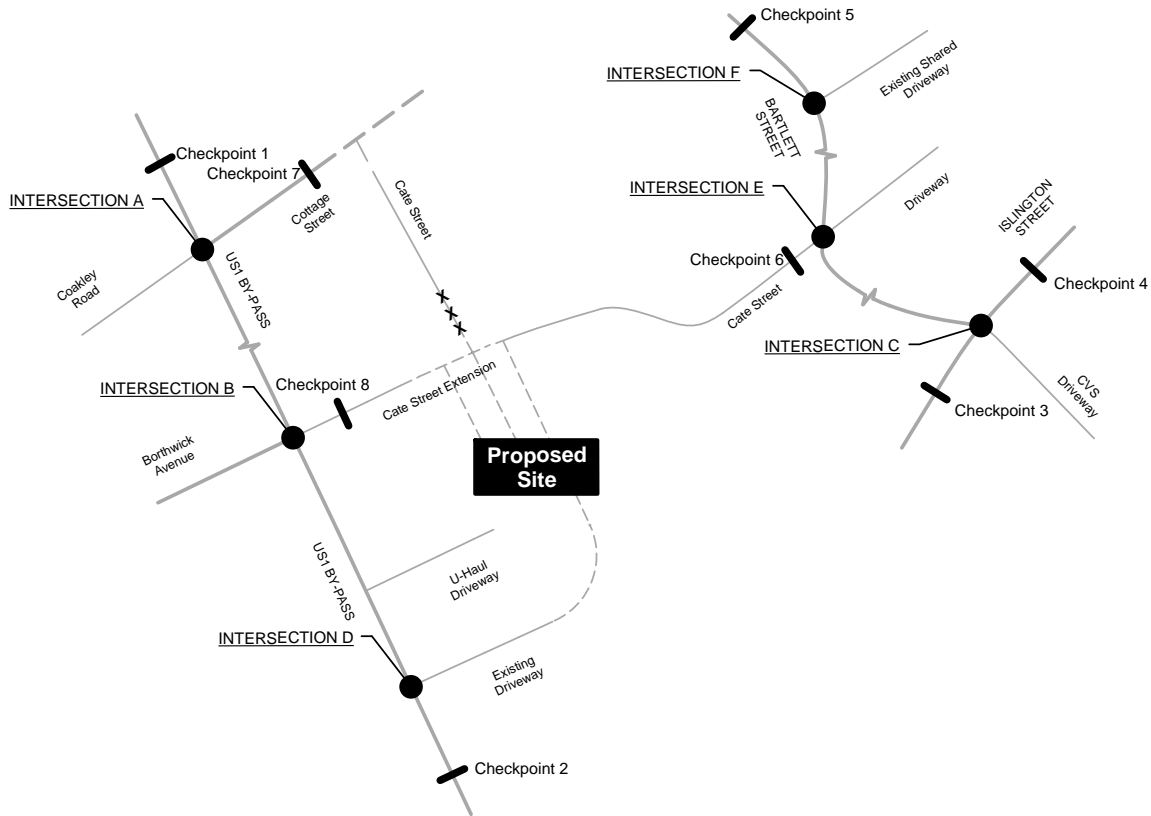 Checkpoint 5
INTERSECTION F
Existing Shared
Driveway
BARTLETT
STREET
Checkpoint 1
Checkpoint 7
INTERSECTION A
Cottage
Street
Cate Street
INTERSECTION E
Driveway
ISLINGTON
STREET
US1 BY-PASS
Coakley
Road
Checkpoint 6
Cate Street
Checkpoint 4
X
X
X
INTERSECTION C
INTERSECTION B
Checkpoint 8
Cate Street Extension
CVS
Driveway
Checkpoint 3
Borthwick
Avenue
Proposed
Site
US1 BY-PASS
U-Haul
Driveway
INTERSECTION D
Existing
Driveway
Checkpoint 2